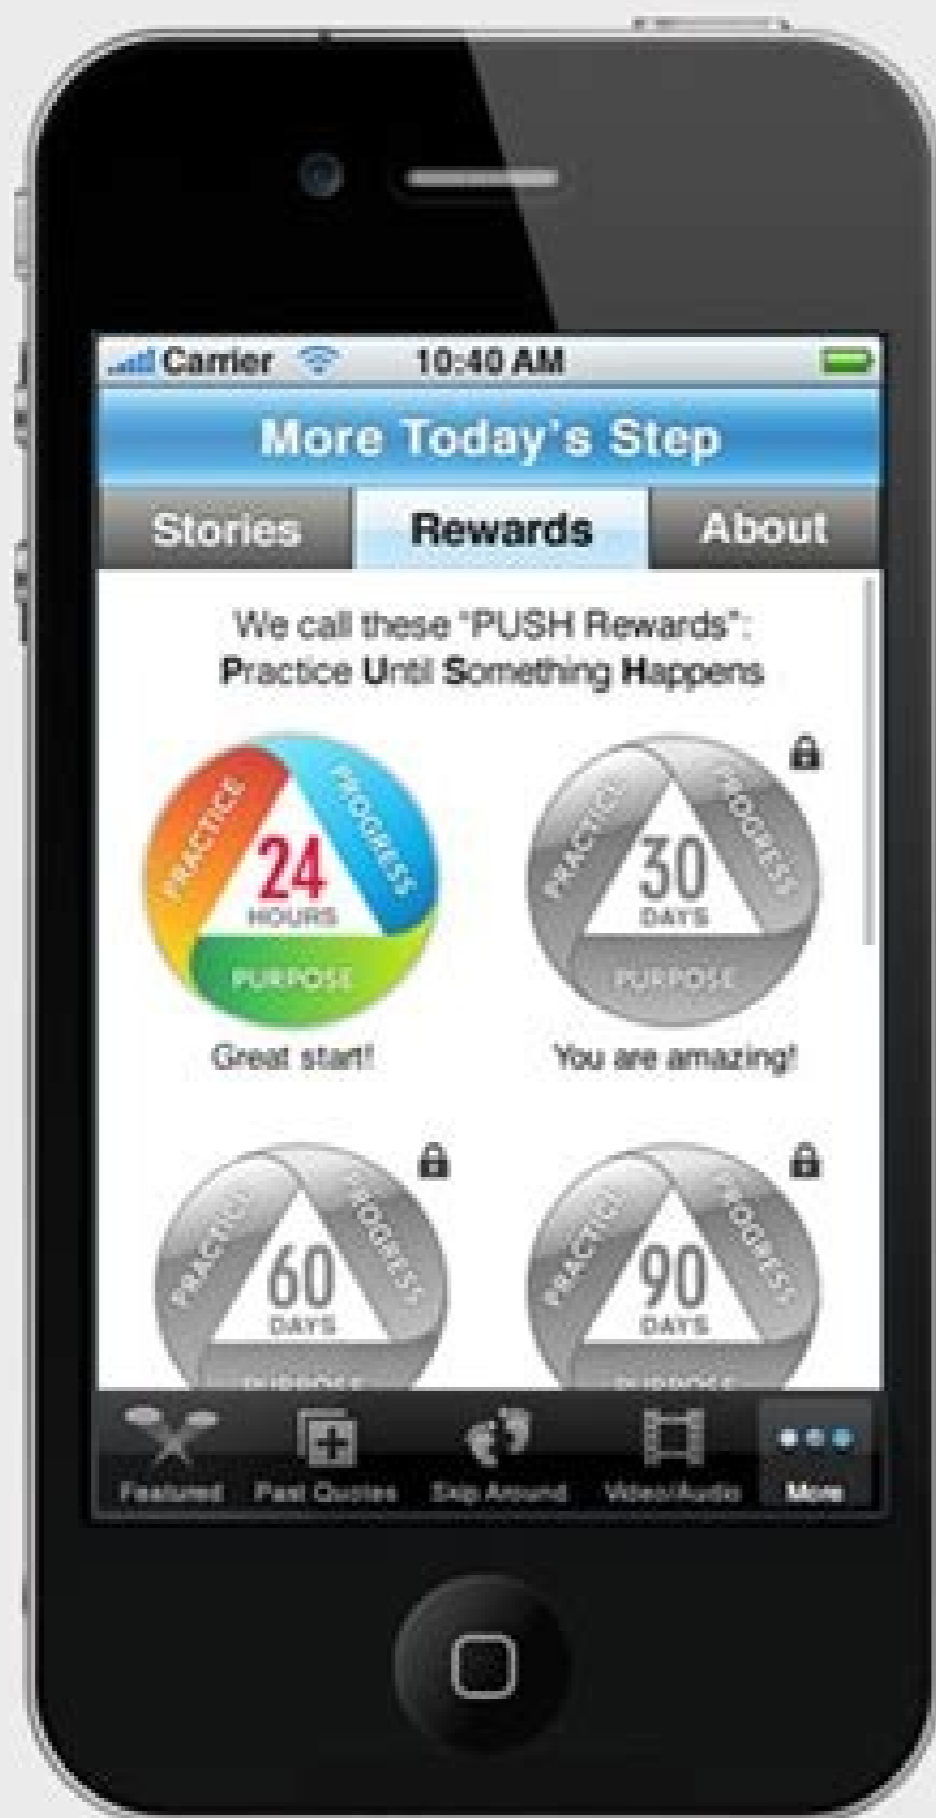 Carrier 10:40 AM
More Today's Step
Stories Rewards About
We call these "PUSH Rewards":
Practice Until Something Happens
PRACTICE PROGRESS
24
HOURS
PURPOSE
Great start!
PRACTICE PROGRESS
30
DAYS
PURPOSE
You are amazing!
PRACTICE PROGRESS
60
DAYS
PURPOSE
PRACTICE PROGRESS
90
DAYS
PURPOSE
Featured Past Quotes Skip Around Video/Audio More